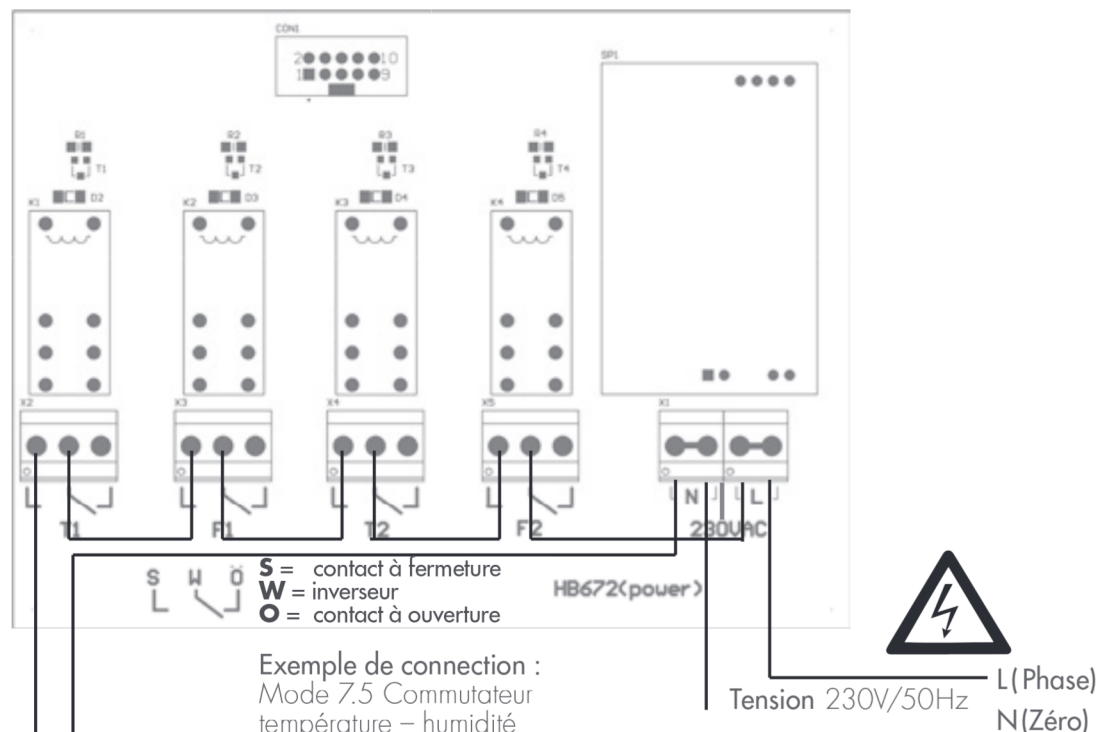 CON1
2 10
1 9
SP1
R1
R2
R3
R4
T1
T2
T3
T4
K1
D2
K2
D3
K3
D4
K4
D5
X2
X3
X4
X5
X1
N
L
T1
F1
T2
F2
230VAC
S W Ö
S = contact à fermeture
W = inverseur
O = contact à ouverture
HB672(power)
Exemple de connection :
Mode 7.5 Commutateur
température – humidité
Tension 230V/50Hz
L(Phase)
N(Zéro)